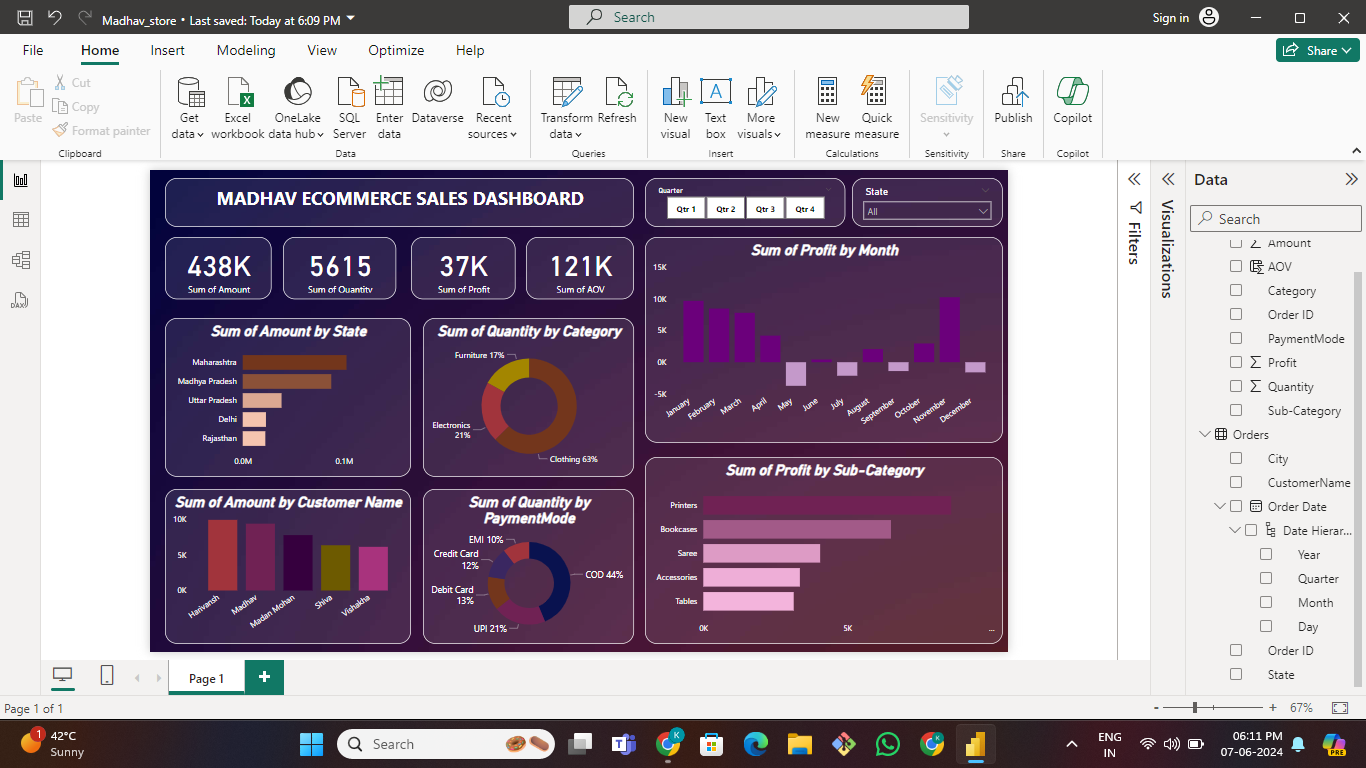 Madhav_store • Last saved: Today at 6:09 PM
Search
Sign in
File
Home
Insert
Modeling
View
Optimize
Help
Share
Paste
Cut
Copy
Format painter
Clipboard
Get data
Excel workbook
OneLake data hub
SQL Server
Enter data
Dataverse
Recent sources
Data
Transform data
Refresh
Queries
New visual
Text box
More visuals
Insert
New measure
Quick measure
Calculations
Sensitivity
Sensitivity
Publish
Share
Copilot
Copilot
MADHAV ECOMMERCE SALES DASHBOARD
Quarter
Qtr 1
Qtr 2
Qtr 3
Qtr 4
State
All
438K
Sum of Amount
5615
Sum of Quantity
37K
Sum of Profit
121K
Sum of AOV
Sum of Profit by Month
15K
10K
5K
0K
-5K
January
February
March
April
May
June
July
August
September
October
November
December
Sum of Amount by State
Maharashtra
Madhya Pradesh
Uttar Pradesh
Delhi
Rajasthan
0.0M
0.1M
Sum of Quantity by Category
Furniture 17%
Electronics
21%
Clothing 63%
Sum of Amount by Customer Name
10K
5K
0K
Harivansh
Madhav
Madan Mohan
Shiva
Vishakha
Sum of Quantity by
PaymentMode
EMI 10%
Credit Card
12%
Debit Card
13%
UPI 21%
COD 44%
Sum of Profit by Sub-Category
Printers
Bookcases
Saree
Accessories
Tables
0K
5K
...
Filters
Visualizations
Data
Search
Amount
AOV
Category
Order ID
PaymentMode
Profit
Quantity
Sub-Category
Orders
City
CustomerName
Order Date
Date Hierar...
Year
Quarter
Month
Day
Order ID
State
Page 1
Page 1 of 1
67%
1
42°C
Sunny
Search
ENG
IN
06:11 PM
07-06-2024